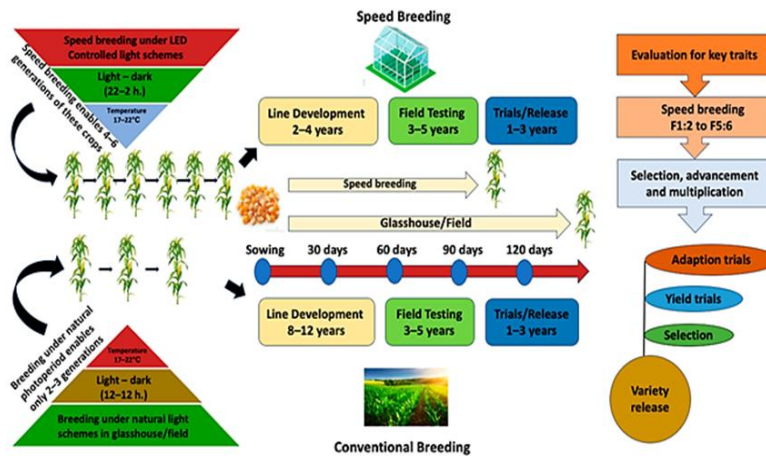 Speed Breeding
Speed breeding under LED
Controlled light schemes
Light – dark
(22–2 h.)
Temperature
17–22°C
Speed breeding enables 4–6
generations of these crops
Line Development
2–4 years
Field Testing
3–5 years
Trials/Release
1–3 years
Speed breeding
Glasshouse/Field
Sowing
30 days
60 days
90 days
120 days
Line Development
8–12 years
Field Testing
3–5 years
Trials/Release
1–3 years
Breeding under natural
photoperiod enables
only 2–3 generations
Temperature
17–22°C
Light – dark
(12–12 h.)
Breeding under natural light
schemes in glasshouse/field
Conventional Breeding
Evaluation for key traits
Speed breeding
F1:2 to F5:6
Selection, advancement
and multiplication
Adaption trials
Yield trials
Selection
Variety
release